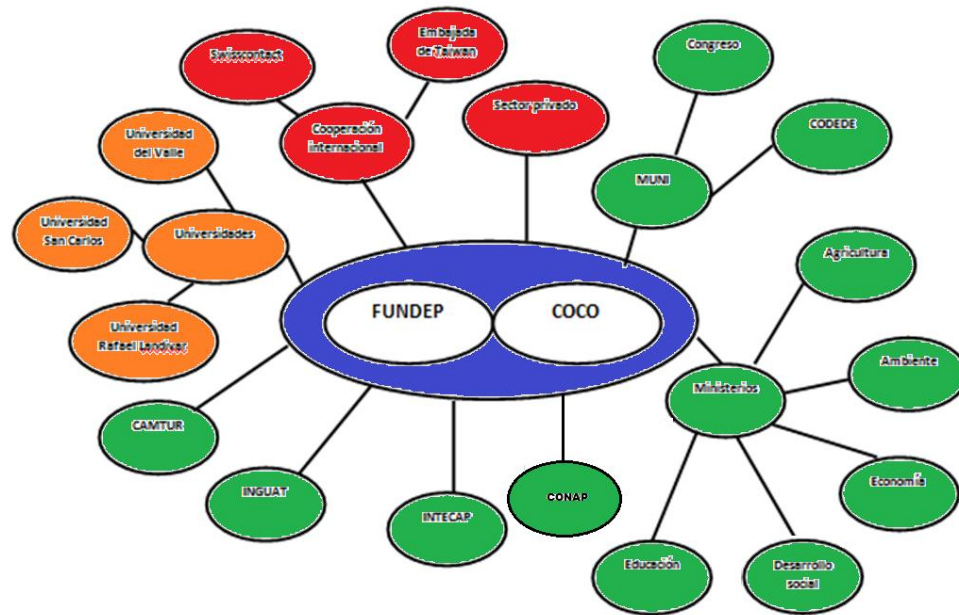 Swisscontact
Embajada
de Taiwan
Congreso
Sector privado
Cooperación
internacional
CODEDE
Universidad
del Valle
MUNI
Universidad
San Carlos
Universidades
Agricultura
FUNDEP
COCO
Universidad
Rafael Landivar
Ambiente
Ministerios
CAMTUR
Economía
INGUAT
CONAP
INTECAP
Educación
Desarrollo
social